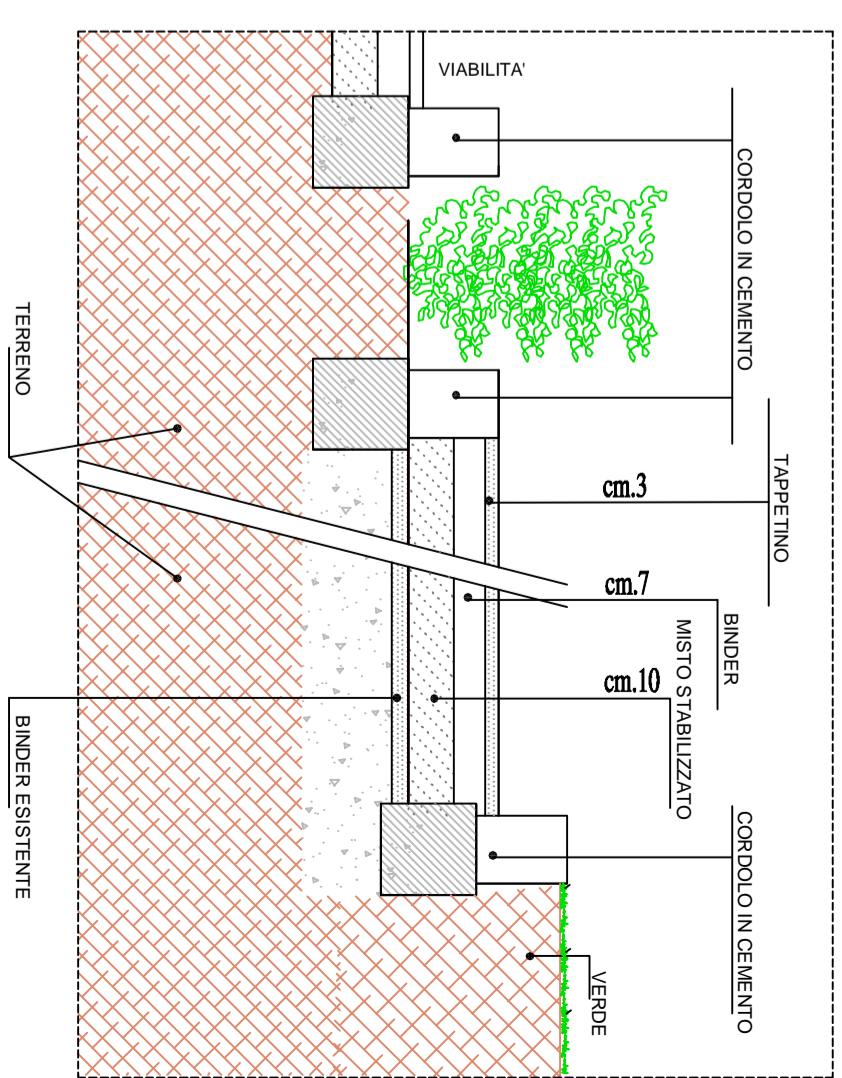 VIABILITA'
CORDOLO IN CEMENTO
TERRENO
TAPPETINO
cm.3
cm.7
BINDER
MISTO STABILIZZATO
cm.10
BINDER ESISTENTE
CORDOLO IN CEMENTO
VERDE